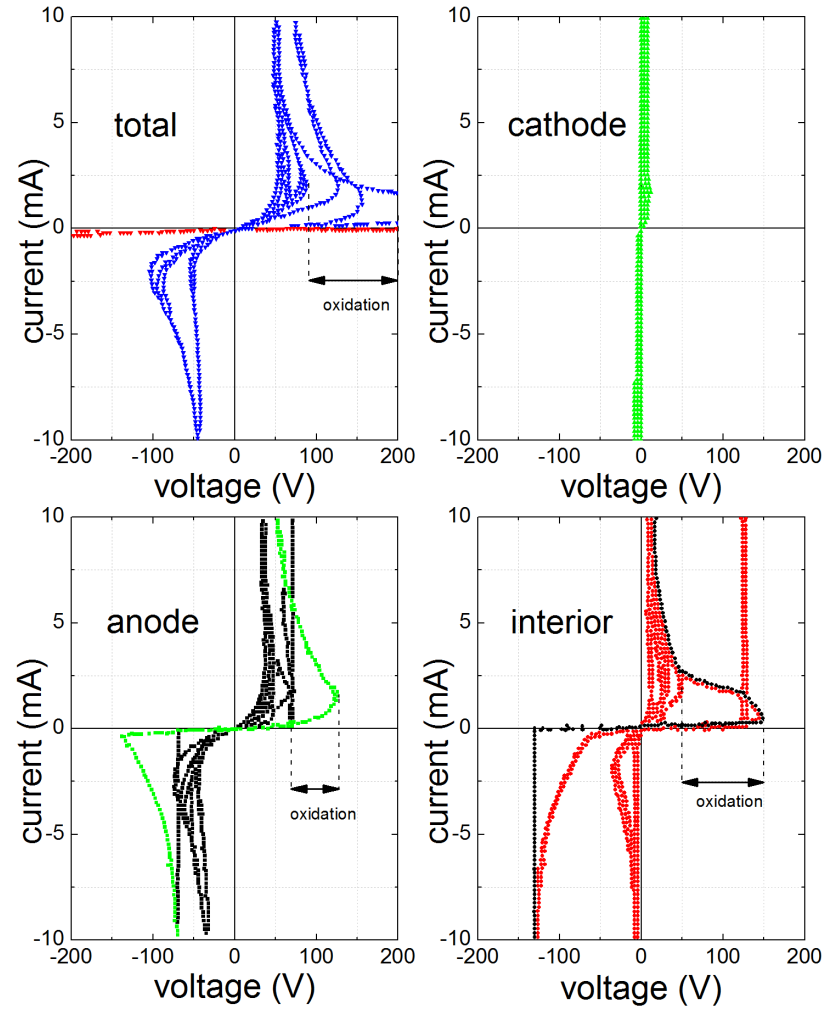 10
5
0
-5
-10
-200
-100
0
100
200
current (mA)
voltage (V)
total
oxidation
10
5
0
-5
-10
-200
-100
0
100
200
current (mA)
voltage (V)
cathode
10
5
0
-5
-10
-200
-100
0
100
200
current (mA)
voltage (V)
anode
oxidation
10
5
0
-5
-10
-200
-100
0
100
200
current (mA)
voltage (V)
interior
oxidation